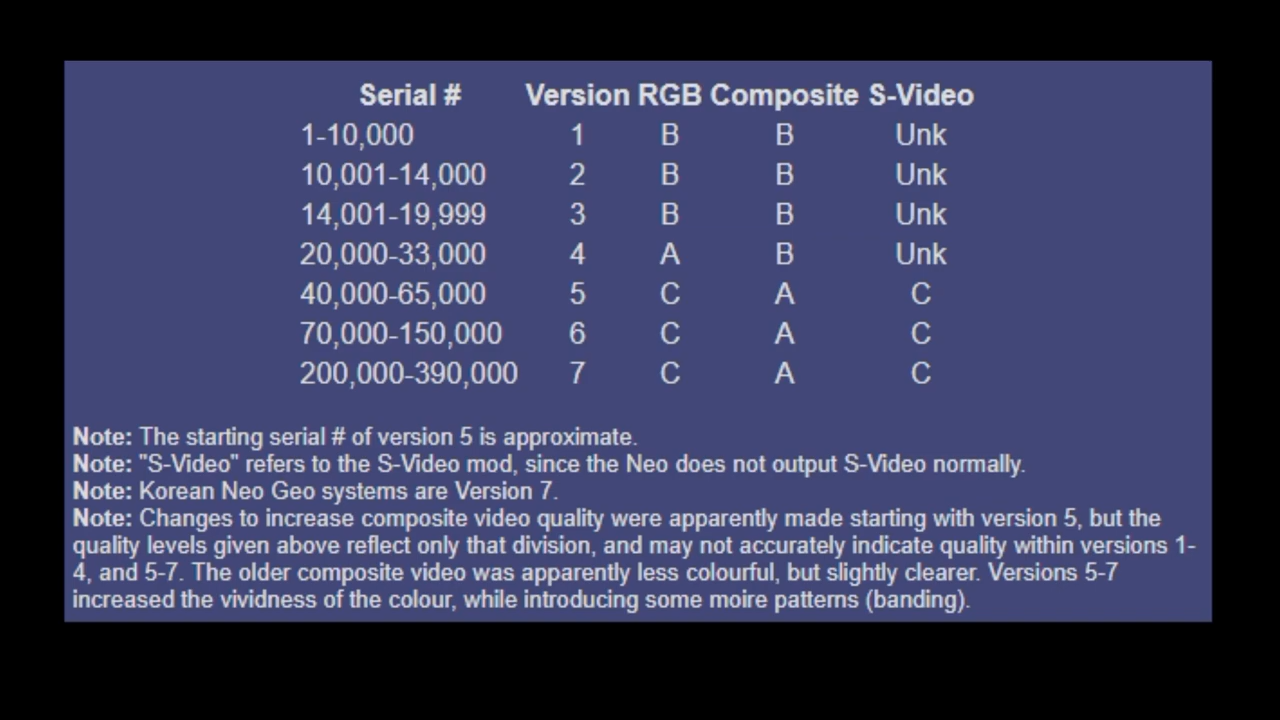 Serial # Version RGB Composite S-Video
1-10,000 1 B B Unk
10,001-14,000 2 B B Unk
14,001-19,999 3 B B Unk
20,000-33,000 4 A B Unk
40,000-65,000 5 C A C
70,000-150,000 6 C A C
200,000-390,000 7 C A C
Note: The starting serial # of version 5 is approximate.
Note: "S-Video" refers to the S-Video mod, since the Neo does not output S-Video normally.
Note: Korean Neo Geo systems are Version 7.
Note: Changes to increase composite video quality were apparently made starting with version 5, but the
quality levels given above reflect only that division, and may not accurately indicate quality within versions 1-
4, and 5-7. The older composite video was apparently less colourful, but slightly clearer. Versions 5-7
increased the vividness of the colour, while introducing some moire patterns (banding).